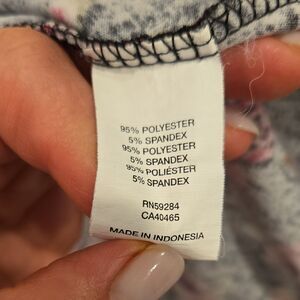 95% POLYESTER
5% SPANDEX
95% POLYESTER
5% SPANDEX
95% POLIÉSTER
5% SPANDEX
RN59284
CA40465
MADE IN INDONESIA